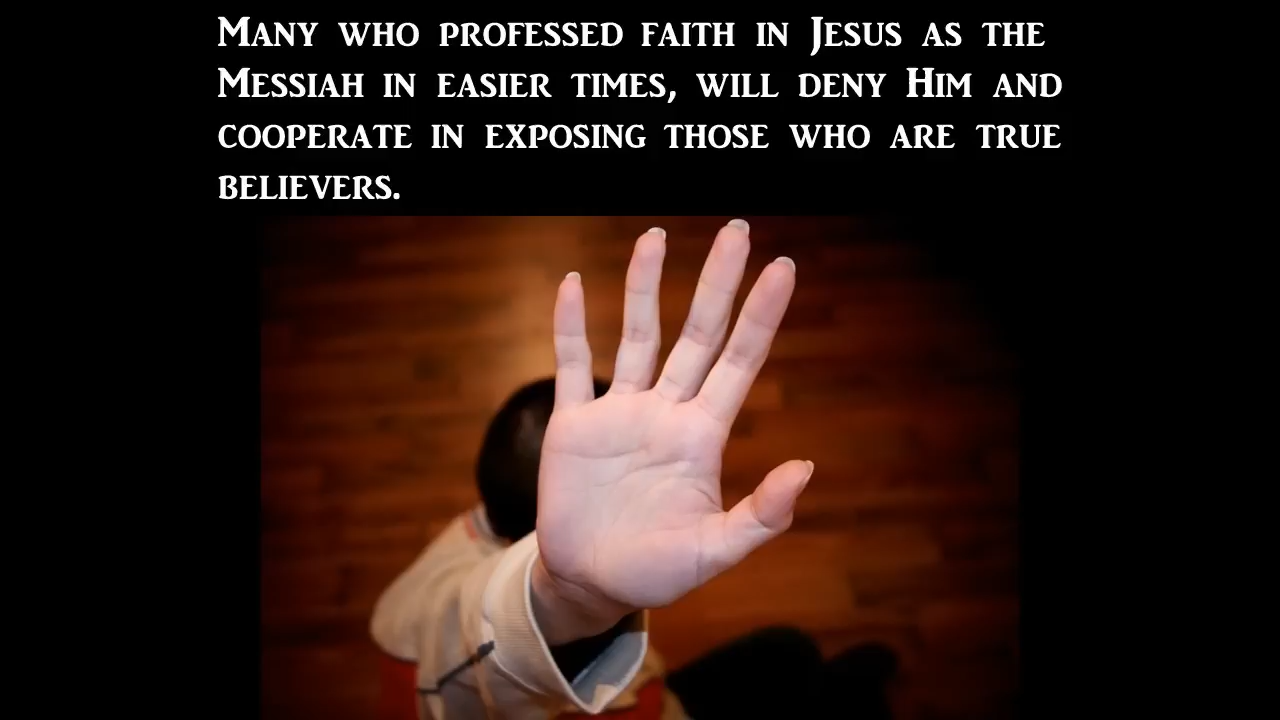 Many who professed faith in Jesus as the
Messiah in easier times, will deny Him and
cooperate in exposing those who are true
believers.